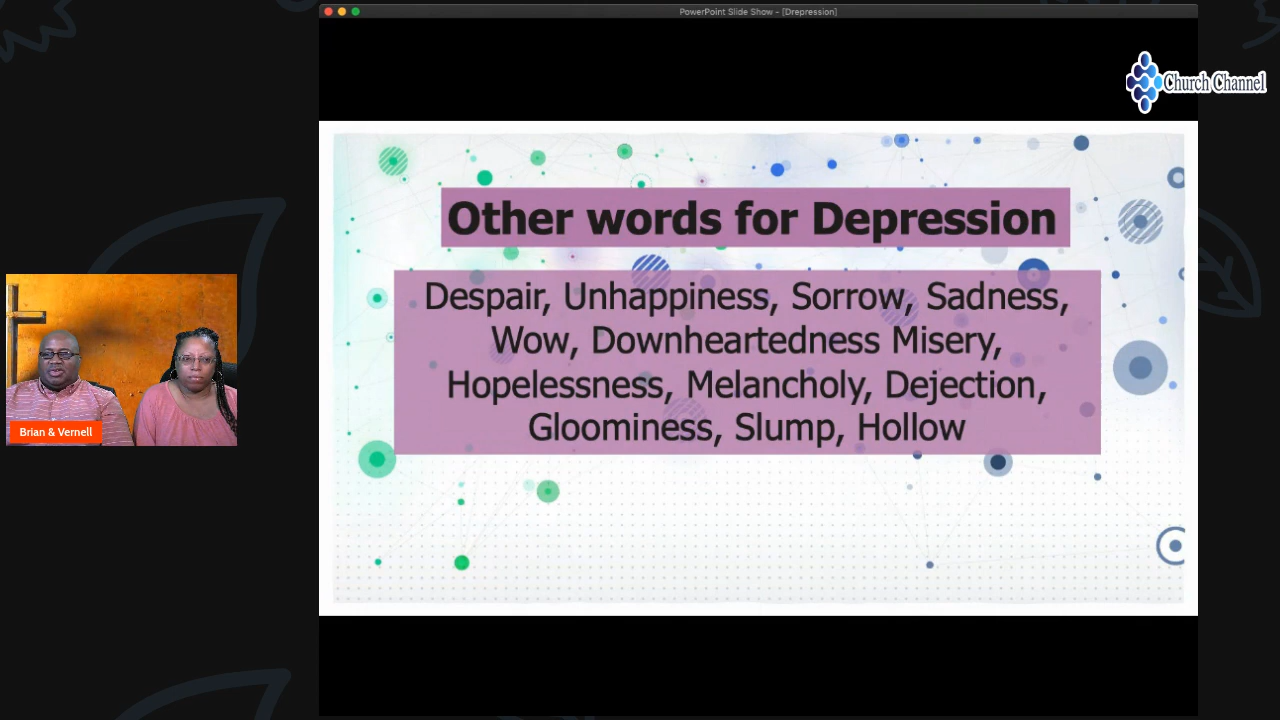 PowerPoint Slide Show - [Drepression]
Church Channel
Other words for Depression
Despair, Unhappiness, Sorrow, Sadness,
Wow, Downheartedness Misery,
Hopelessness, Melancholy, Dejection,
Gloominess, Slump, Hollow
Brian & Vernell